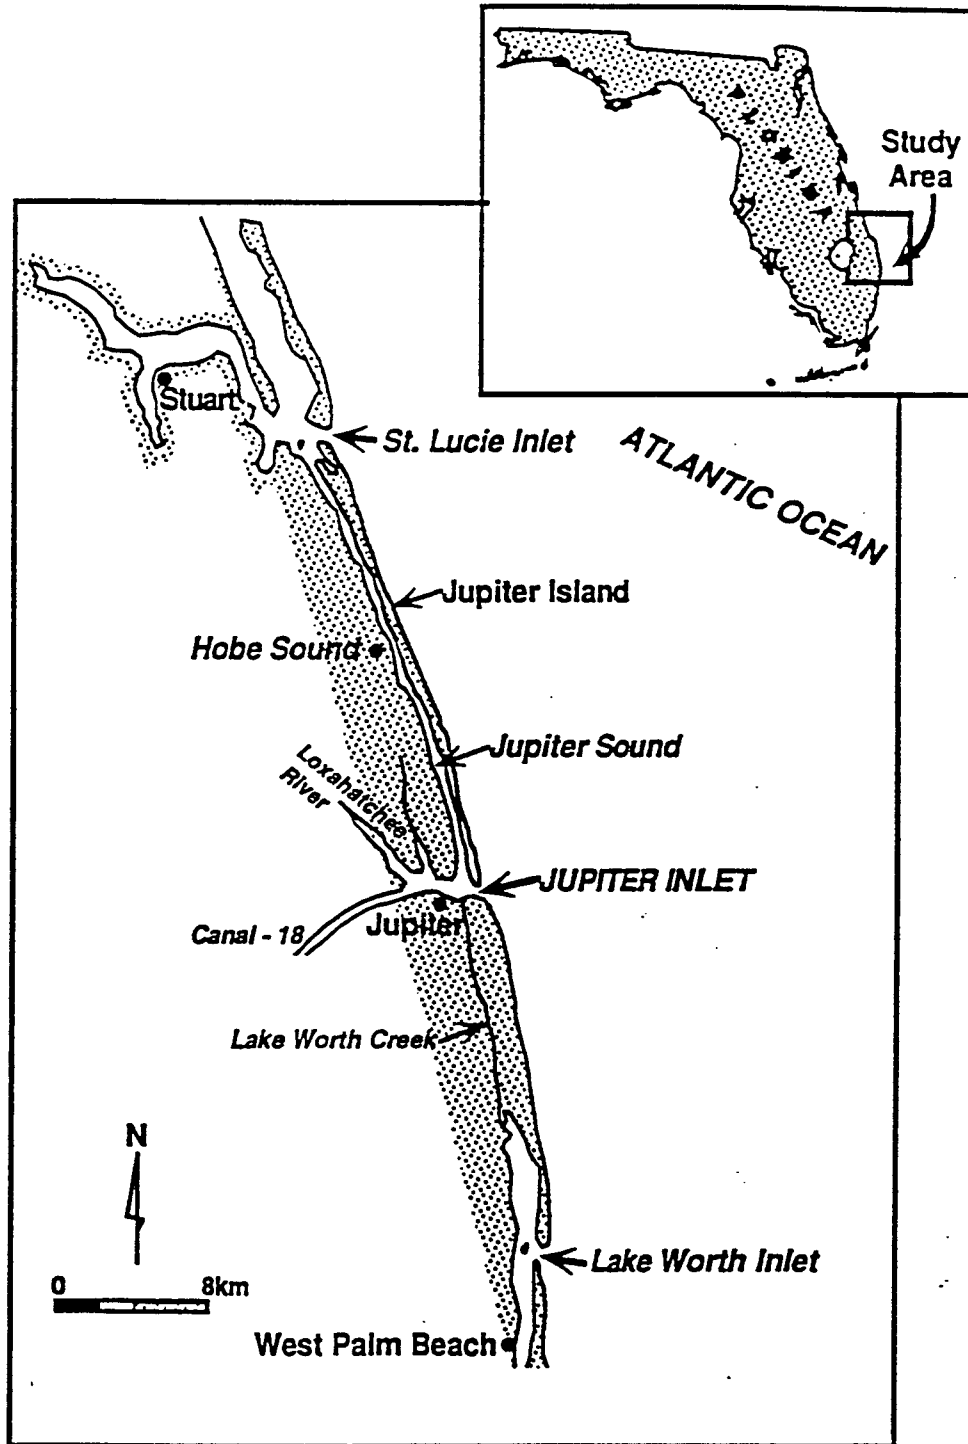 Study
Area
Stuart
St. Lucie Inlet
ATLANTIC OCEAN
Jupiter Island
Hobe Sound
Jupiter Sound
Loxahatchee
River
JUPITER INLET
Jupiter
Canal - 18
Lake Worth Creek
N
0 8km
Lake Worth Inlet
West Palm Beach